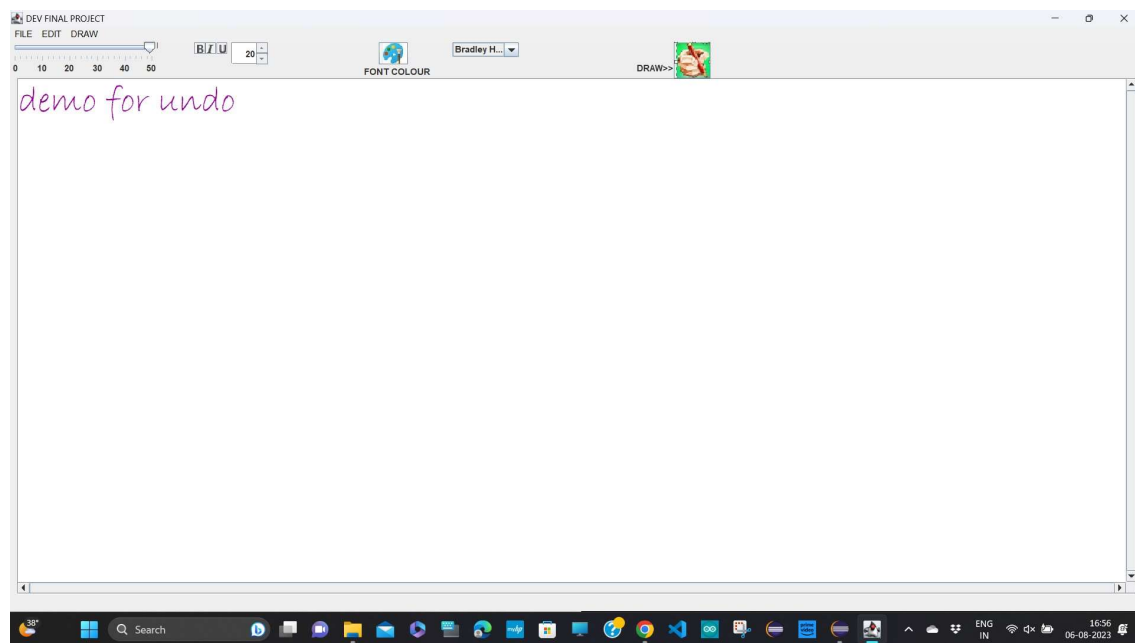 DEV FINAL PROJECT
FILE EDIT DRAW
B I U 20 Bradley H...
0 10 20 30 40 50 FONT COLOUR DRAW>>
demo for undo
38°
Search
ENG 16:56
IN 06-08-2023